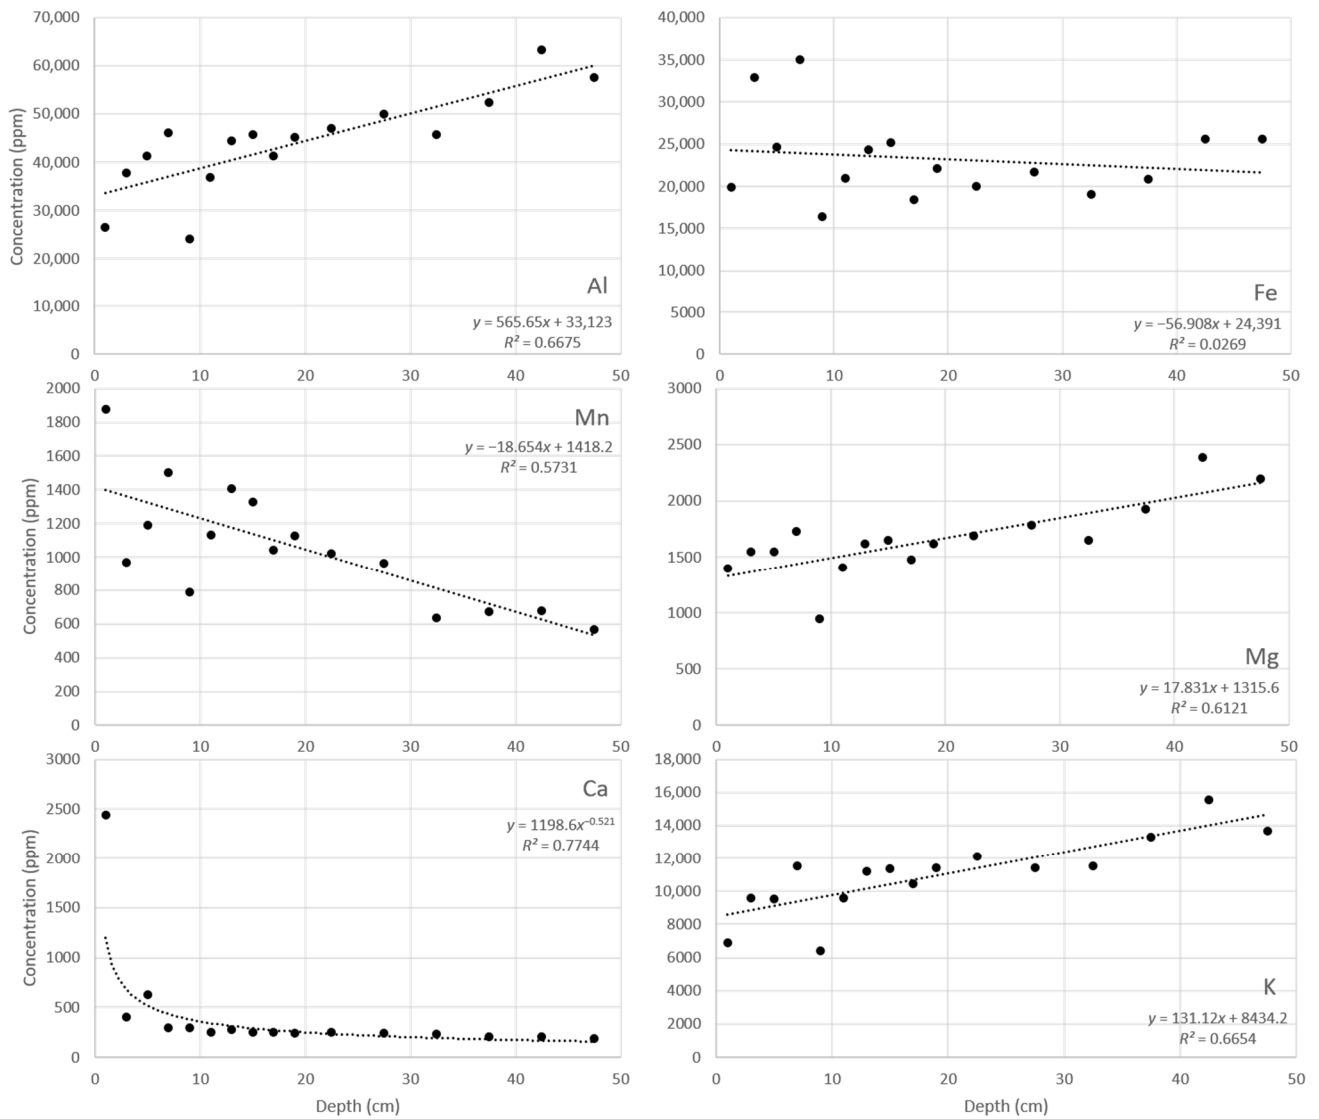 70,000
60,000
50,000
40,000
30,000
20,000
10,000
0
Concentration (ppm)
Al
y = 565.65x + 33,123
R² = 0.6675
0 10 20 30 40 50
40,000
35,000
30,000
25,000
20,000
15,000
10,000
5000
0
Fe
y = −56.908x + 24,391
R² = 0.0269
0 10 20 30 40 50
2000
1800
1600
1400
1200
1000
800
600
400
200
0
Concentration (ppm)
Mn
y = −18.654x + 1418.2
R² = 0.5731
0 10 20 30 40 50
3000
2500
2000
1500
1000
500
0
Mg
y = 17.831x + 1315.6
R² = 0.6121
0 10 20 30 40 50
3000
2500
2000
1500
1000
500
0
Concentration (ppm)
Ca
y = 1198.6x⁻⁰·⁵²¹
R² = 0.7744
0 10 20 30 40 50
Depth (cm)
18,000
16,000
14,000
12,000
10,000
8000
6000
4000
2000
0
K
y = 131.12x + 8434.2
R² = 0.6654
0 10 20 30 40 50
Depth (cm)